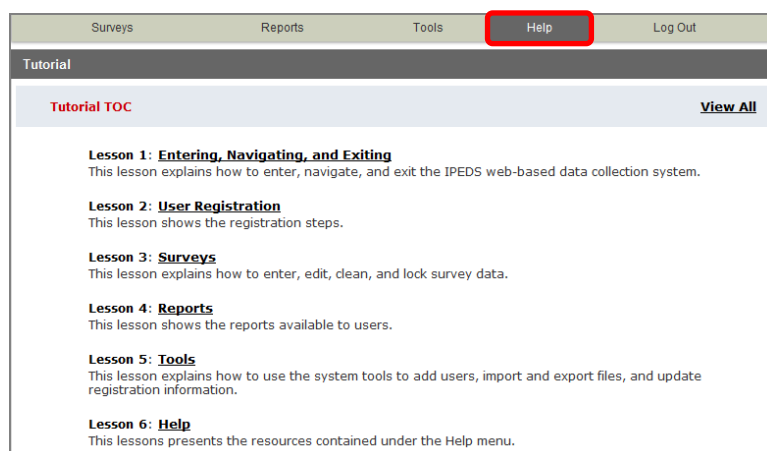 Surveys Reports Tools Help Log Out
Tutorial
Tutorial TOC View All
Lesson 1: Entering, Navigating, and Exiting
This lesson explains how to enter, navigate, and exit the IPEDS web-based data collection system.
Lesson 2: User Registration
This lesson shows the registration steps.
Lesson 3: Surveys
This lesson explains how to enter, edit, clean, and lock survey data.
Lesson 4: Reports
This lesson shows the reports available to users.
Lesson 5: Tools
This lesson explains how to use the system tools to add users, import and export files, and update
registration information.
Lesson 6: Help
This lessons presents the resources contained under the Help menu.